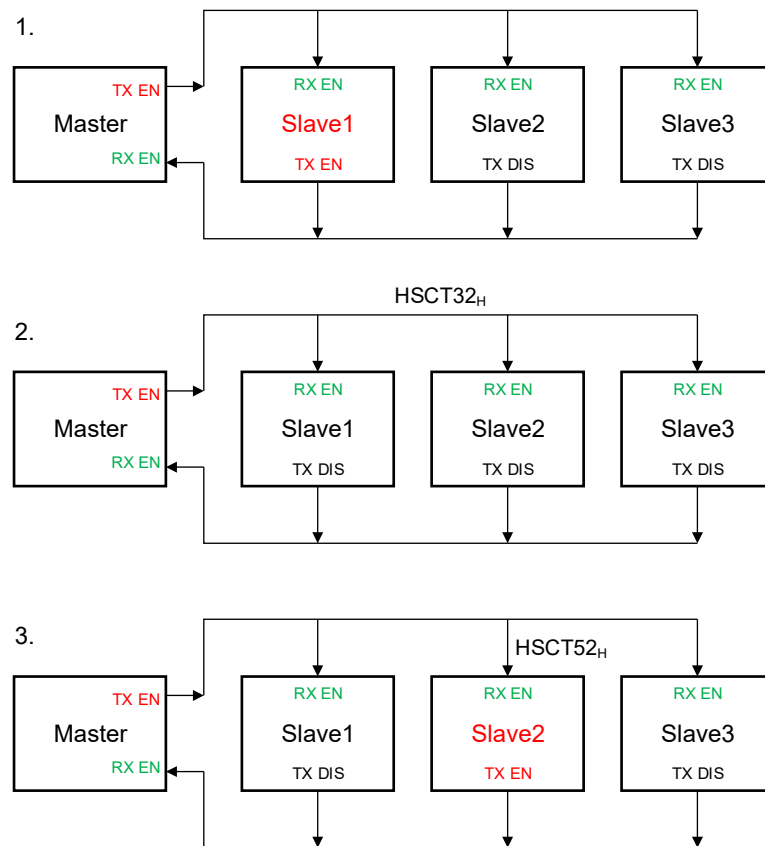 1.
TX EN
Master
RX EN
RX EN
Slave1
TX EN
RX EN
Slave2
TX DIS
RX EN
Slave3
TX DIS
HSCT32H
2.
TX EN
Master
RX EN
RX EN
Slave1
TX DIS
RX EN
Slave2
TX DIS
RX EN
Slave3
TX DIS
3.
HSCT52H
TX EN
Master
RX EN
RX EN
Slave1
TX DIS
RX EN
Slave2
TX EN
RX EN
Slave3
TX DIS